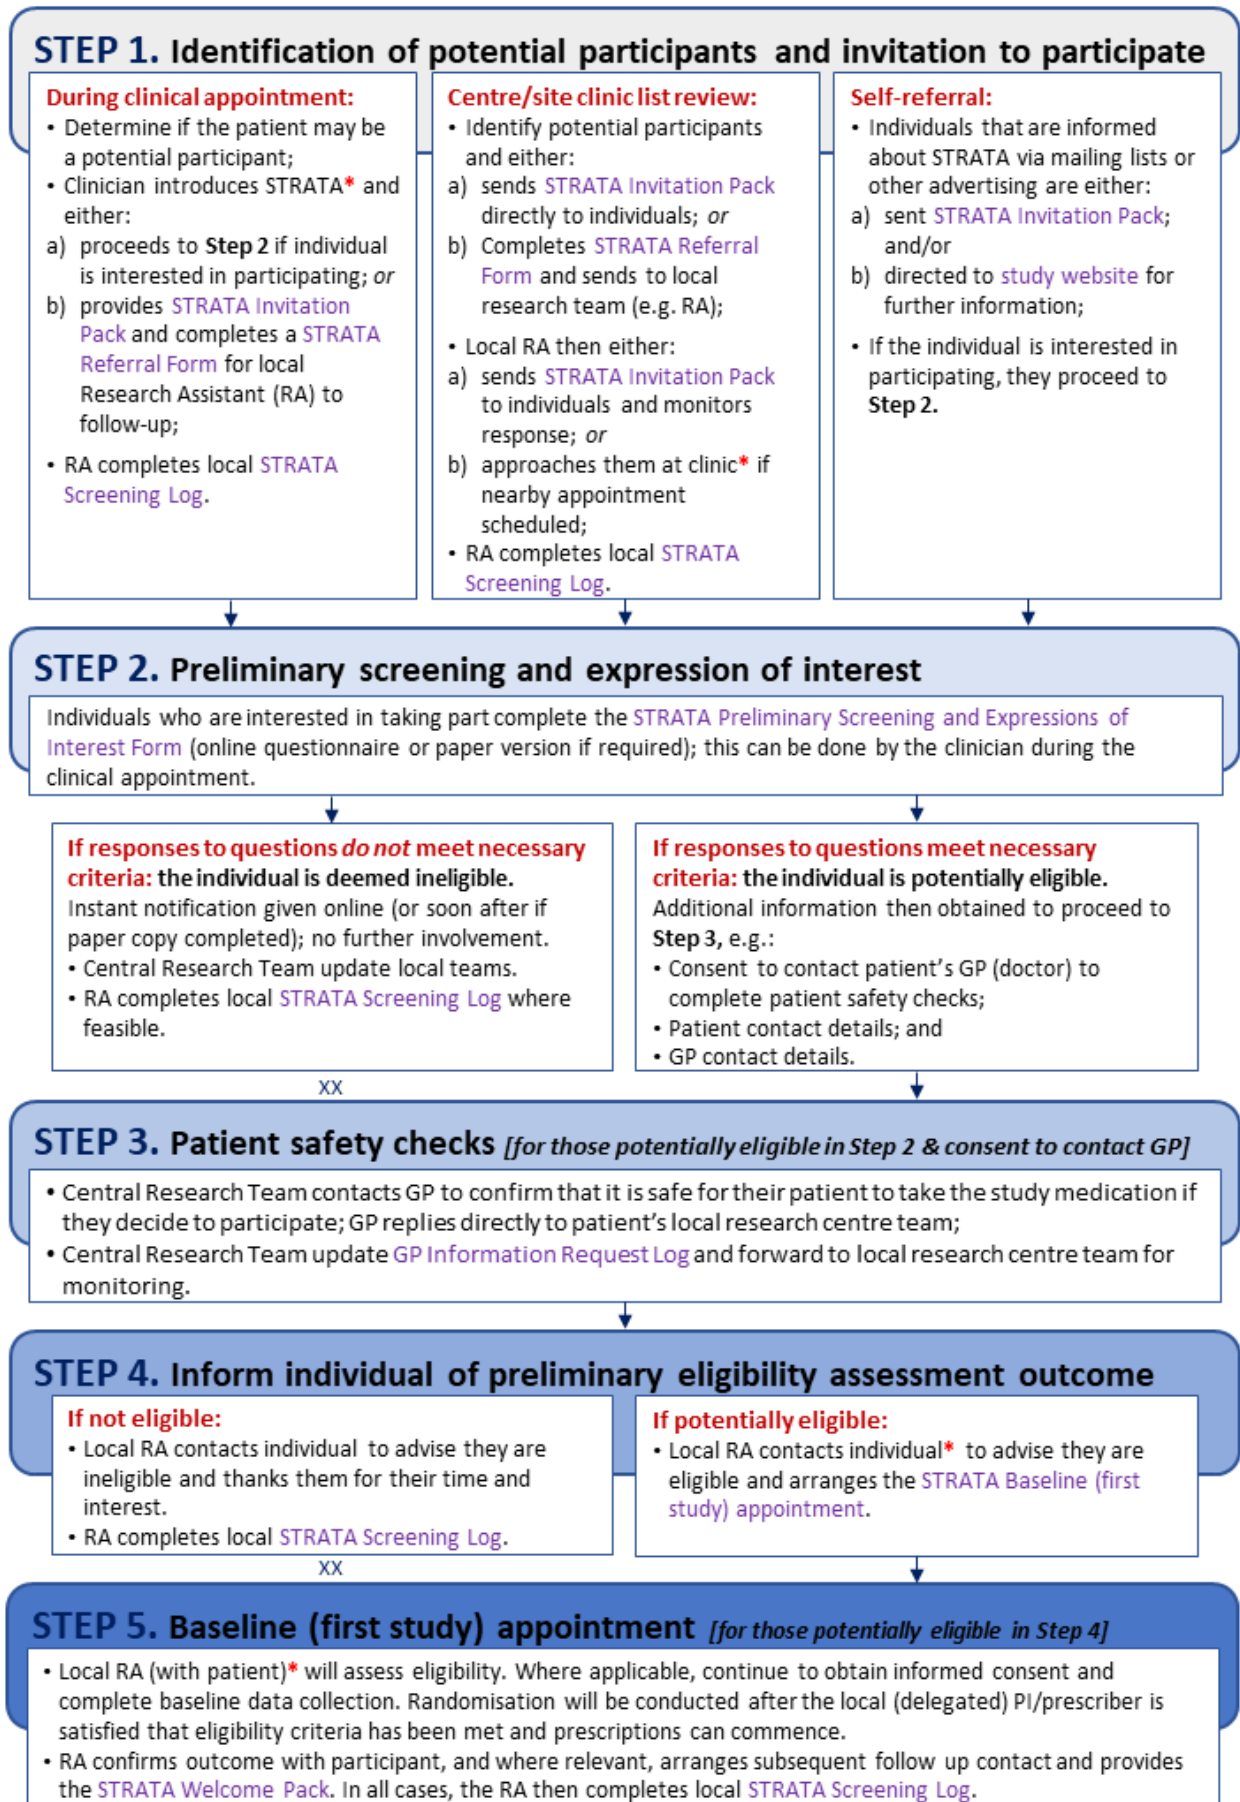 STEP 1. Identification of potential participants and invitation to participate
During clinical appointment:
• Determine if the patient may be
a potential participant;
• Clinician introduces STRATA* and
either:
a) proceeds to Step 2 if individual
is interested in participating; or
b) provides STRATA Invitation
Pack and completes a STRATA
Referral Form for local
Research Assistant (RA) to
follow-up;
• RA completes local STRATA
Screening Log.
Centre/site clinic list review:
• Identify potential participants
and either:
a) sends STRATA Invitation Pack
directly to individuals; or
b) Completes STRATA Referral
Form and sends to local
research team (e.g. RA);
• Local RA then either:
a) sends STRATA Invitation Pack
to individuals and monitors
response; or
b) approaches them at clinic* if
nearby appointment
scheduled;
• RA completes local STRATA
Screening Log.
Self-referral:
• Individuals that are informed
about STRATA via mailing lists or
other advertising are either:
a) sent STRATA Invitation Pack;
and/or
b) directed to study website for
further information;
• If the individual is interested in
participating, they proceed to
Step 2.
STEP 2. Preliminary screening and expression of interest
Individuals who are interested in taking part complete the STRATA Preliminary Screening and Expressions of
Interest Form (online questionnaire or paper version if required); this can be done by the clinician during the
clinical appointment.
If responses to questions do not meet necessary
criteria: the individual is deemed ineligible.
Instant notification given online (or soon after if
paper copy completed); no further involvement.
• Central Research Team update local teams.
• RA completes local STRATA Screening Log where
feasible.
XX
If responses to questions meet necessary
criteria: the individual is potentially eligible.
Additional information then obtained to proceed to
Step 3, e.g.:
• Consent to contact patient's GP (doctor) to
complete patient safety checks;
• Patient contact details; and
• GP contact details.
STEP 3. Patient safety checks [for those potentially eligible in Step 2 & consent to contact GP]
• Central Research Team contacts GP to confirm that it is safe for their patient to take the study medication if
they decide to participate; GP replies directly to patient's local research centre team;
• Central Research Team update GP Information Request Log and forward to local research centre team for
monitoring.
STEP 4. Inform individual of preliminary eligibility assessment outcome
If not eligible:
• Local RA contacts individual to advise they are
ineligible and thanks them for their time and
interest.
• RA completes local STRATA Screening Log.
XX
If potentially eligible:
• Local RA contacts individual* to advise they are
eligible and arranges the STRATA Baseline (first
study) appointment.
STEP 5. Baseline (first study) appointment [for those potentially eligible in Step 4]
• Local RA (with patient)* will assess eligibility. Where applicable, continue to obtain informed consent and
complete baseline data collection. Randomisation will be conducted after the local (delegated) PI/prescriber is
satisfied that eligibility criteria has been met and prescriptions can commence.
• RA confirms outcome with participant, and where relevant, arranges subsequent follow up contact and provides
the STRATA Welcome Pack. In all cases, the RA then completes local STRATA Screening Log.